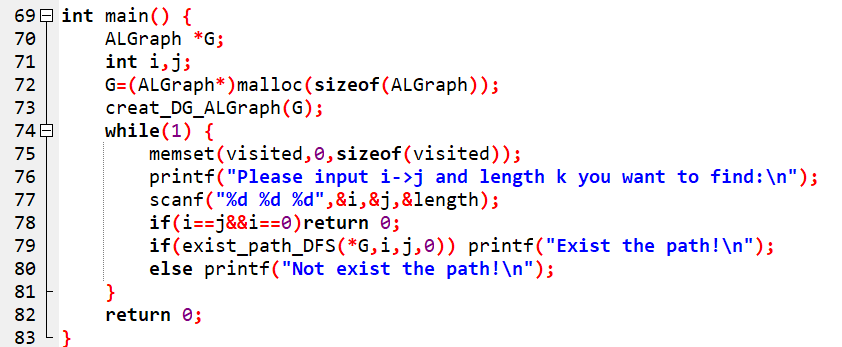 69 int main() {
70 ALGraph *G;
71 int i,j;
72 G=(ALGraph*)malloc(sizeof(ALGraph));
73 creat_DG_ALGraph(G);
74 while(1) {
75 memset(visited,0,sizeof(visited));
76 printf("Please input i->j and length k you want to find:\n");
77 scanf("%d %d %d",&i,&j,&length);
78 if(i==j&&i==0)return 0;
79 if(exist_path_DFS(*G,i,j,0)) printf("Exist the path!\n");
80 else printf("Not exist the path!\n");
81 }
82 return 0;
83 }